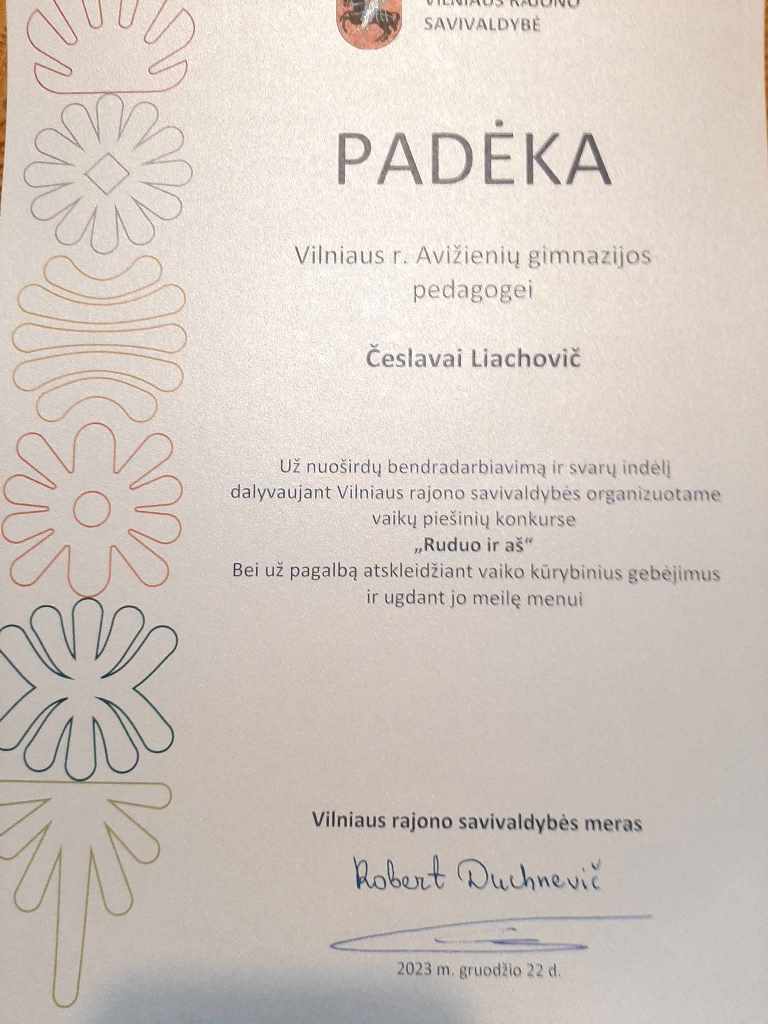 VILNIAUS RAJONO
SAVIVALDYBĖ
PADĖKA
Vilniaus r. Avižienių gimnazijos
pedagogei
Česlavai Liachovič
Už nuoširdų bendradarbiavimą ir svarų indėlį
dalyvaujant Vilniaus rajono savivaldybės organizuotame
vaikų piešinių konkurse
„Ruduo ir aš“
Bei už pagalbą atskleidžiant vaiko kūrybinius gebėjimus
ir ugdant jo meilę menui
Vilniaus rajono savivaldybės meras
Robert Duchnevič
2023 m. gruodžio 22 d.